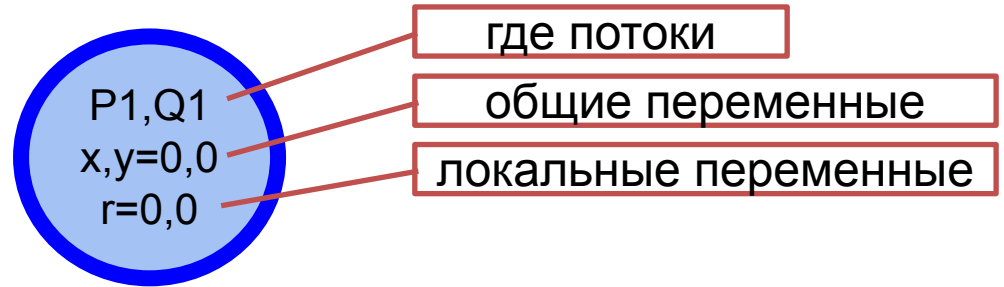 P1,Q1
x,y=0,0
r=0,0
где потоки
общие переменные
локальные переменные